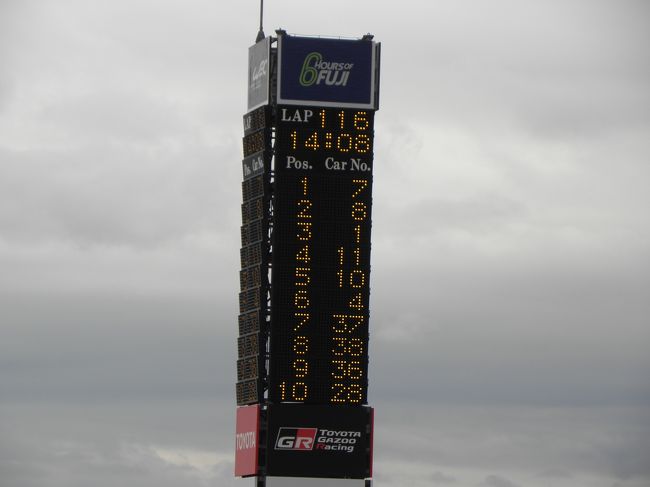 WEC
6 HOURS OF FUJI
LAP 116
14:08
Pos. Car No.
1 7
2 8
3 1
4 11
5 10
6 4
7 37
8 38
9 36
10 28
TOYOTA
GR TOYOTA GAZOO Racing